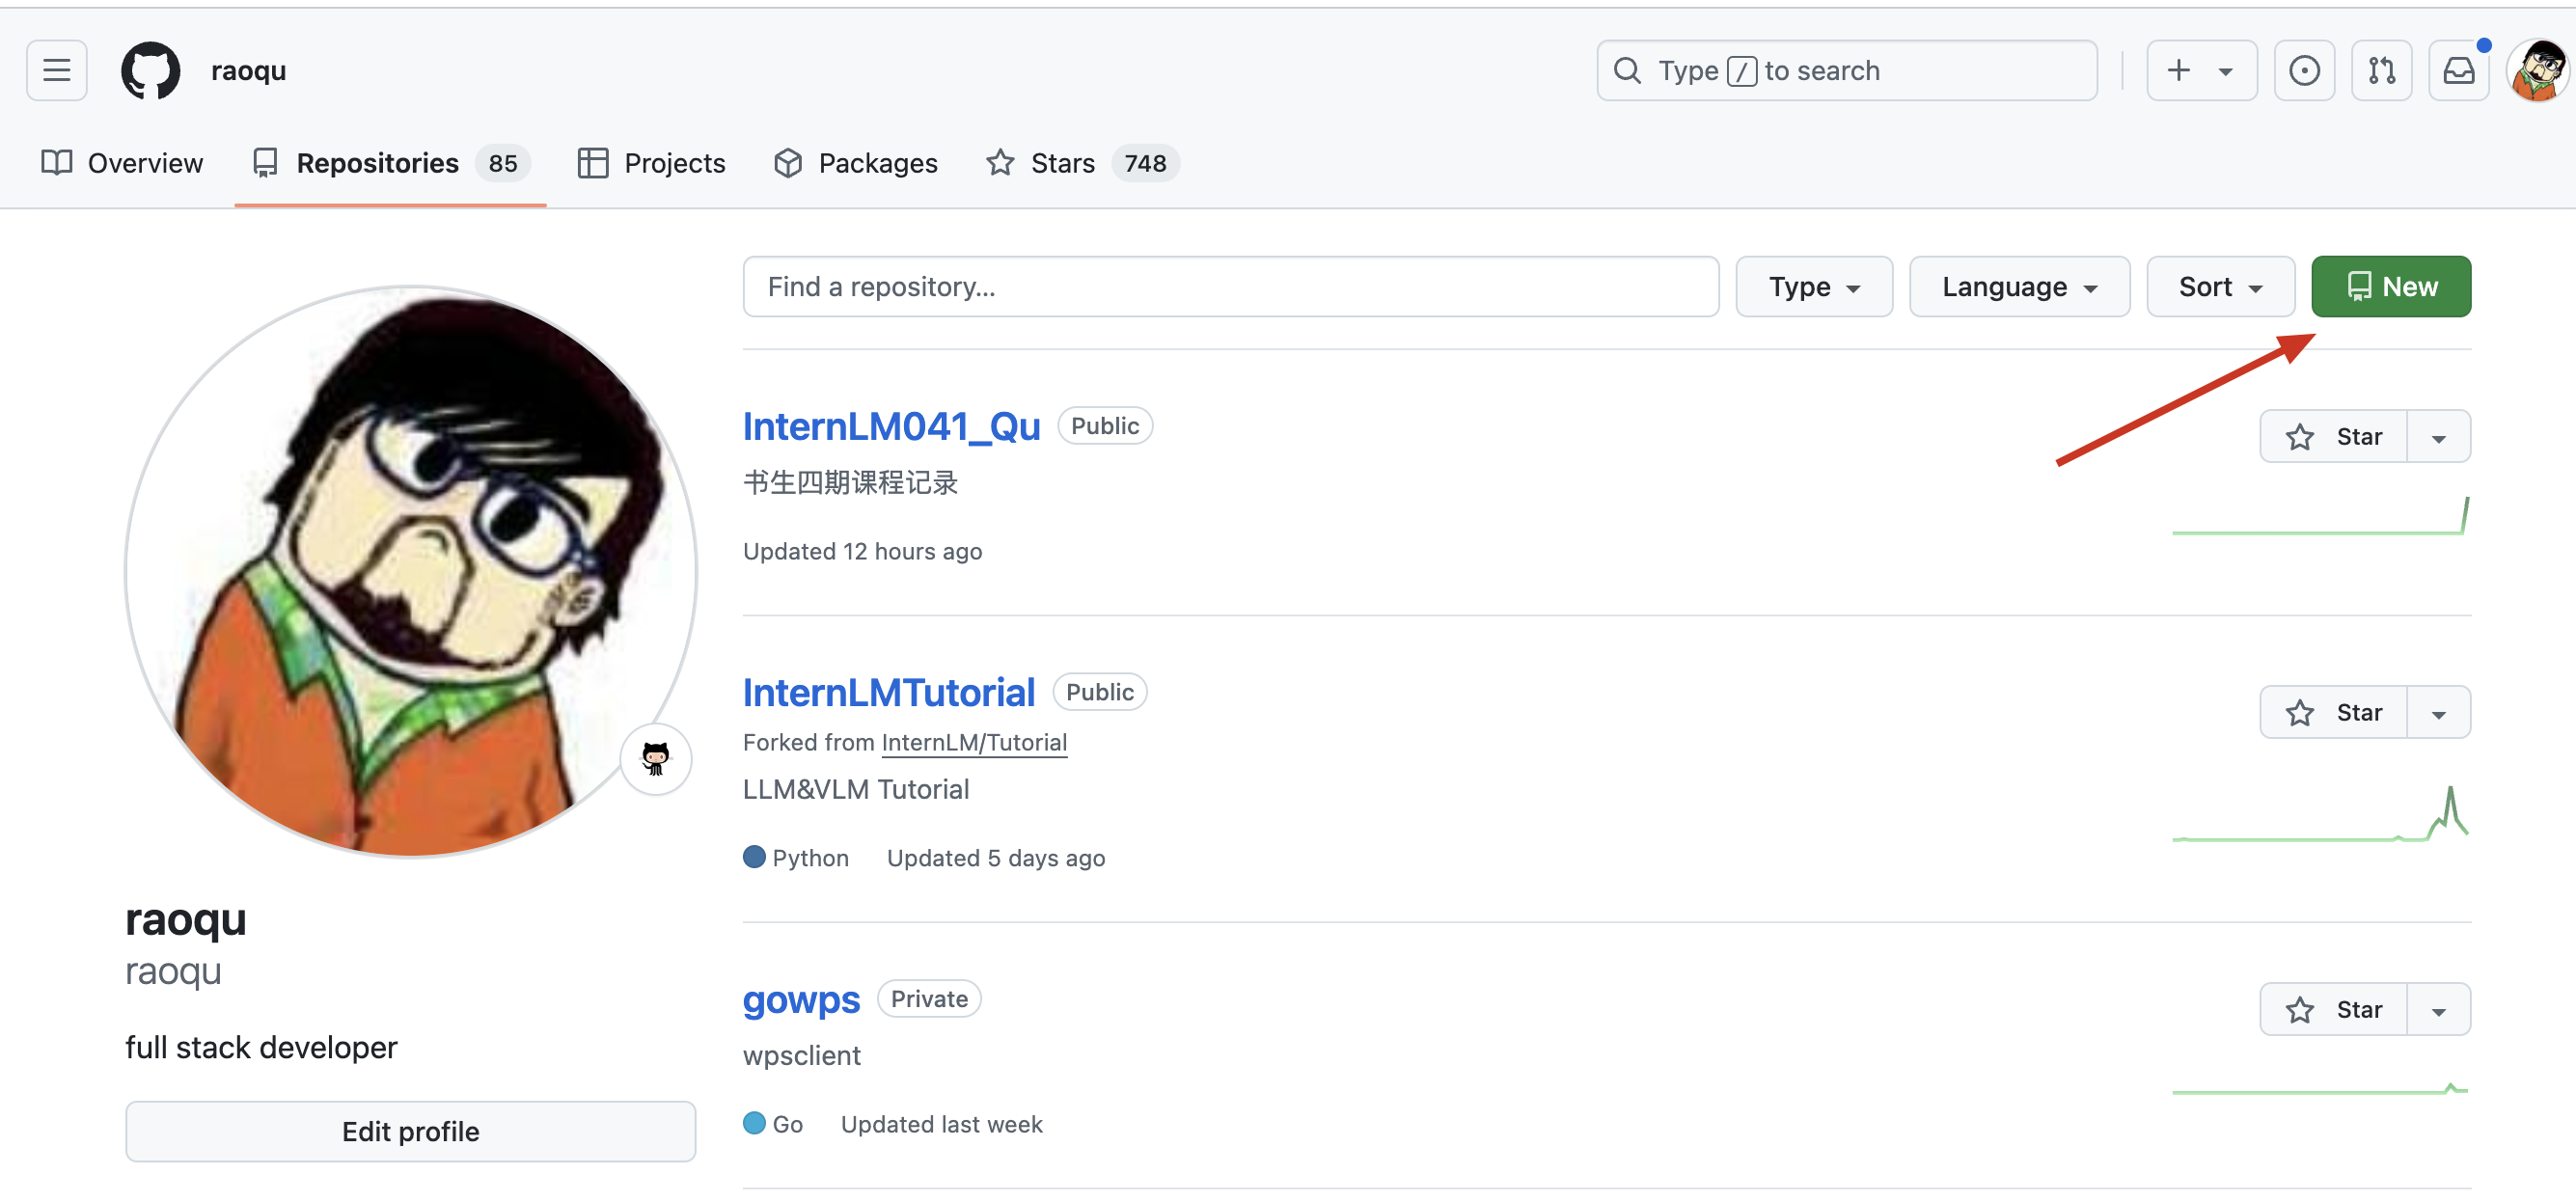 raoqu
Type / to search
Overview
Repositories 85
Projects
Packages
Stars 748
Find a repository...
Type
Language
Sort
New
InternLM041_Qu Public
书生四期课程记录
Updated 12 hours ago
Star
InternLMTutorial Public
Forked from InternLM/Tutorial
LLM&VLM Tutorial
Python Updated 5 days ago
Star
gowps Private
wpsclient
Go Updated last week
Star
raoqu
raoqu
full stack developer
Edit profile